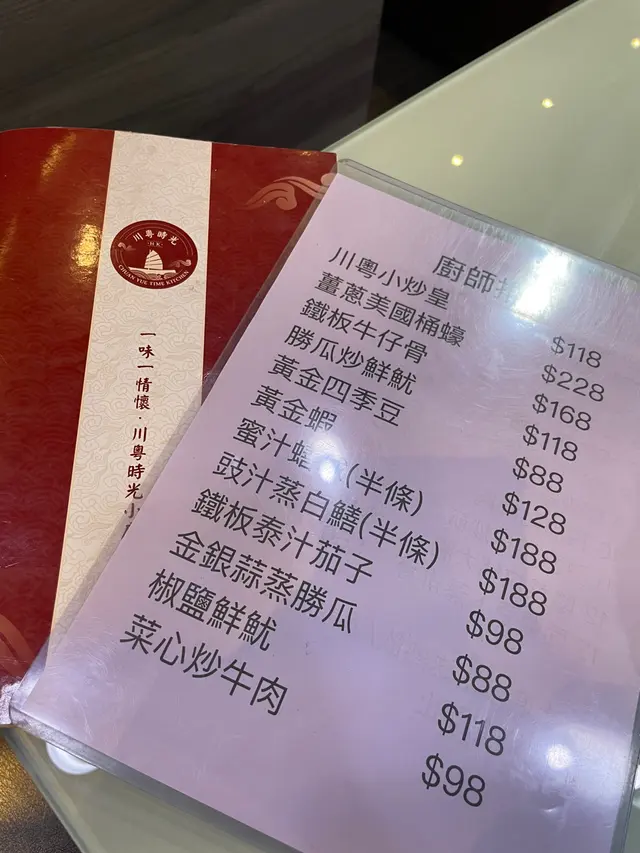 川粵時光
CHUAN YUE TIME KITCHEN
一味一情懷·川粵時光小
廚師
川粵小炒皇 $118
薑蔥美國桶蠔 $228
鐵板牛仔骨 $168
勝瓜炒鮮魷 $118
黃金四季豆 $88
黃金蝦 $128
蜜汁 (半條) $188
豉汁蒸白鱔(半條) $188
鐵板泰汁茄子 $98
金銀蒜蒸勝瓜 $88
椒鹽鮮魷 $118
菜心炒牛肉 $98